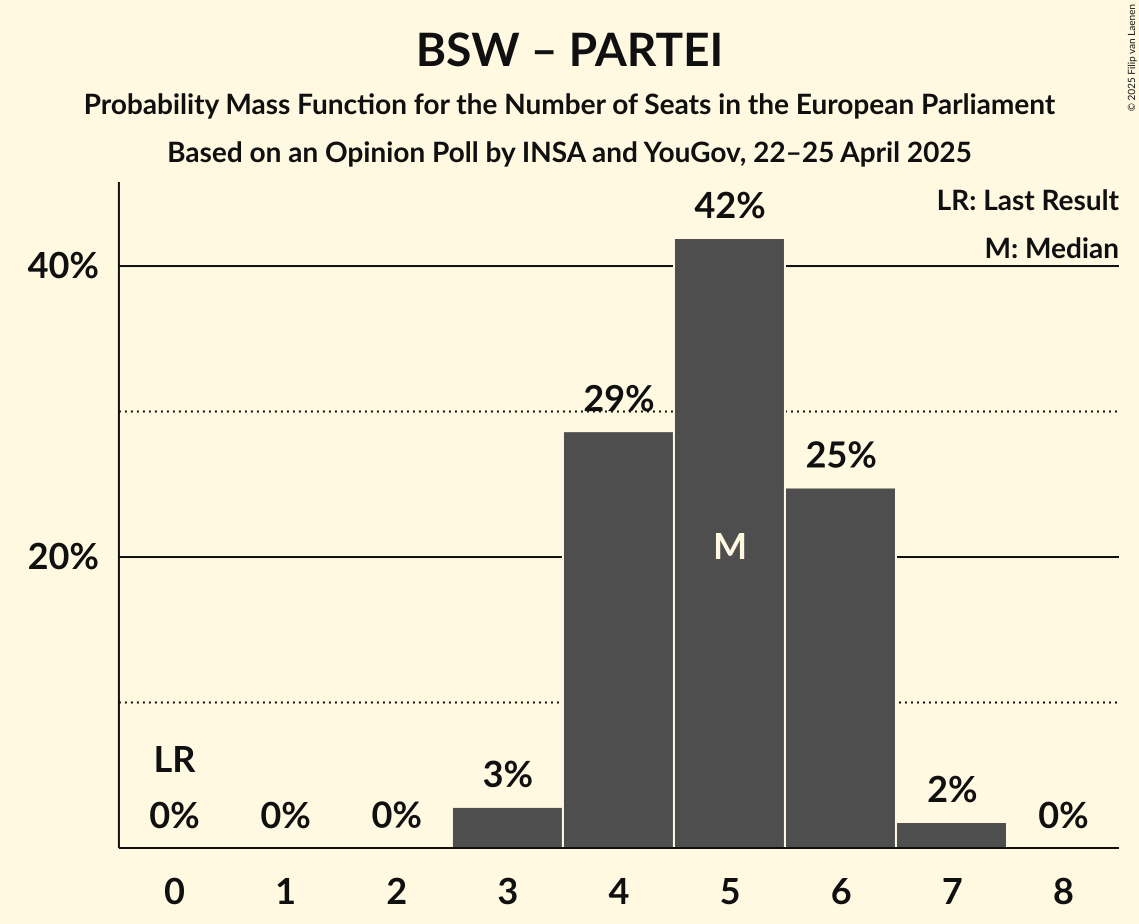 BSW – PARTEI
Probability Mass Function for the Number of Seats in the European Parliament
Based on an Opinion Poll by INSA and YouGov, 22–25 April 2025
© 2025 Filip van Laenen
LR: Last Result
M: Median
42%
40%
29%
25%
M
20%
LR
3%
2%
0% 0% 0% 0%
0 1 2 3 4 5 6 7 8